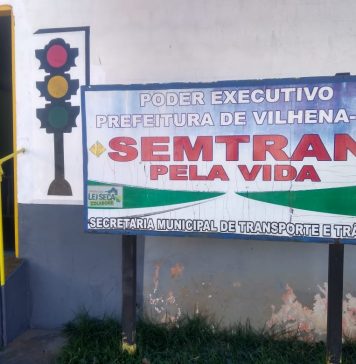 PODER EXECUTIVO
PREFEITURA DE VILHENA-
SEMTRAN
PELA VIDA
LEI SECA
SECRETARIA MUNICIPAL DE TRANSPORTE E TRÂ